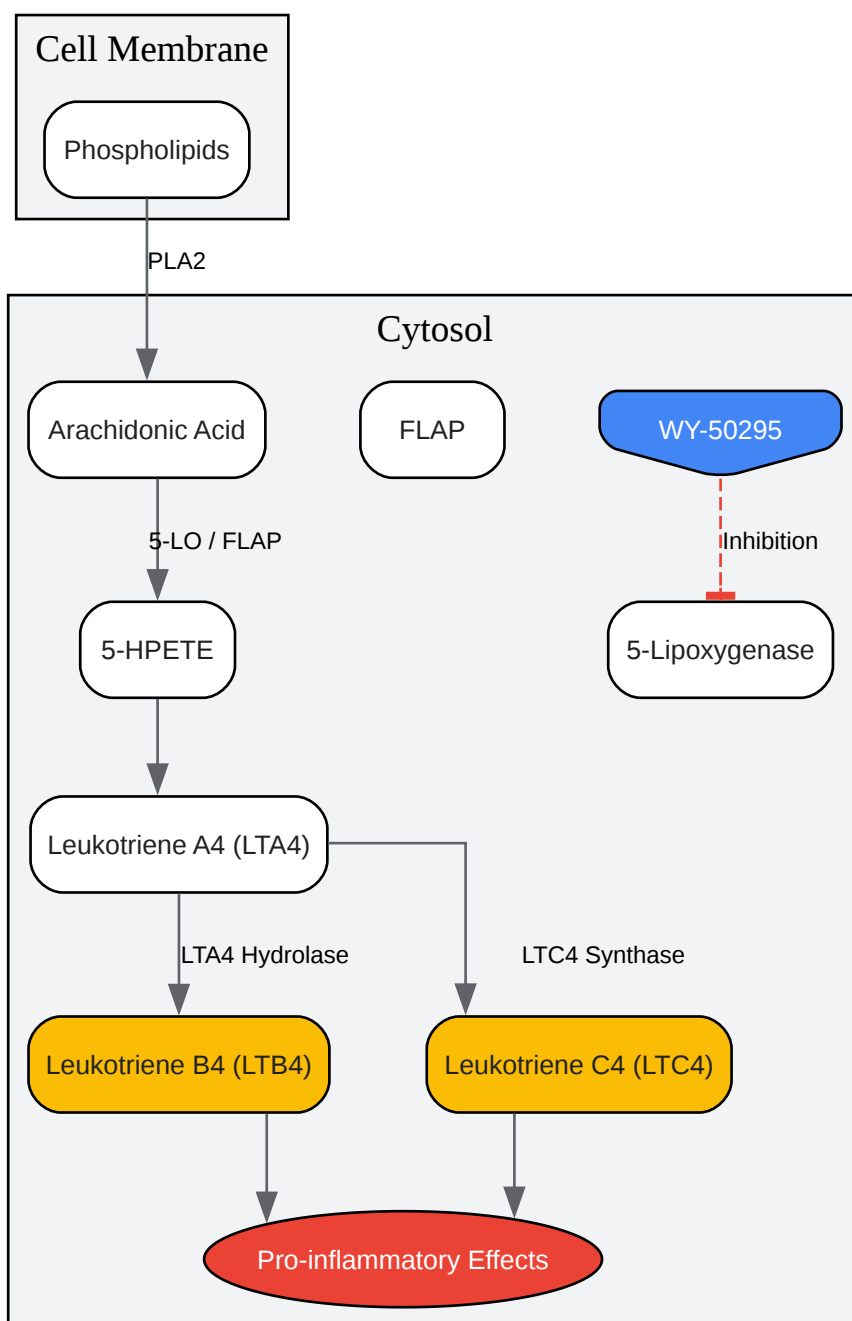 Cell Membrane
Phospholipids
PLA2
Cytosol
Arachidonic Acid
FLAP
WY-50295
5-LO / FLAP
Inhibition
5-HPETE
5-Lipoxygenase
Leukotriene A4 (LTA4)
LTA4 Hydrolase
LTC4 Synthase
Leukotriene B4 (LTB4)
Leukotriene C4 (LTC4)
Pro-inflammatory Effects